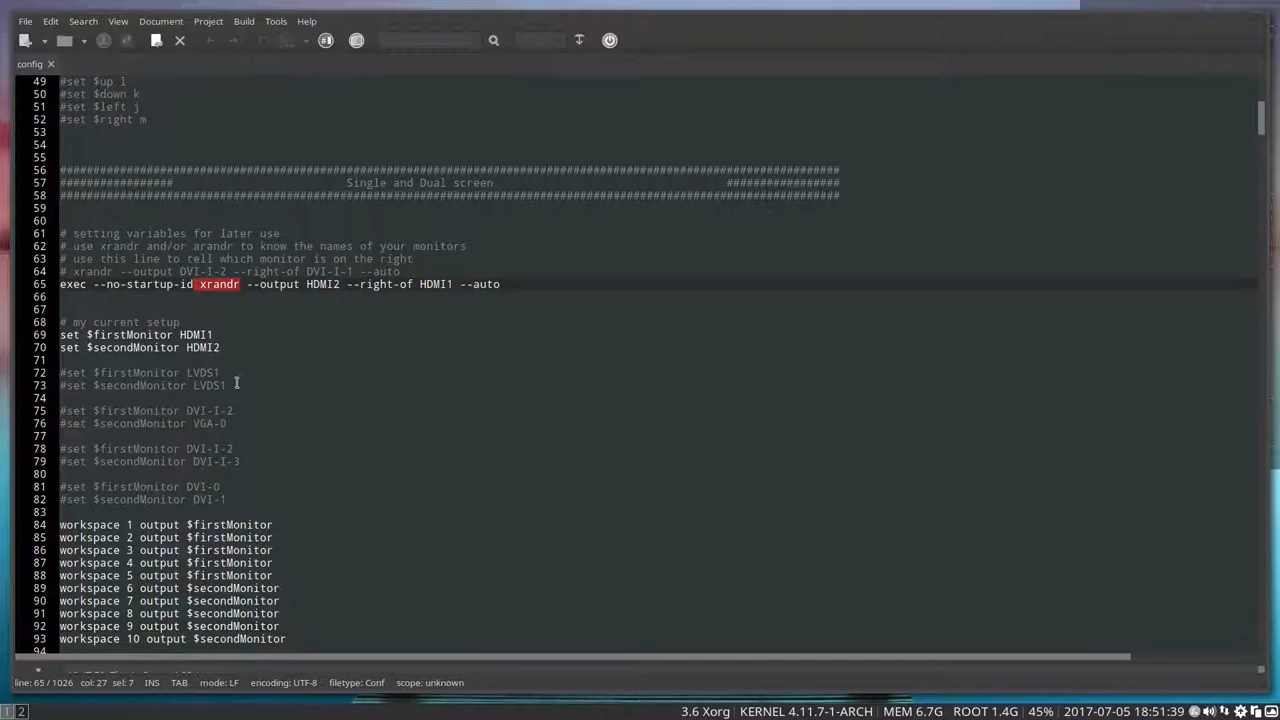 File Edit Search View Document Project Build Tools Help
config
49 #set $up l
50 #set $down k
51 #set $left j
52 #set $right m
53
54
55
56 #####################################################################################################################
57 ################# Single and Dual screen #################
58 #####################################################################################################################
59
60
61 # setting variables for later use
62 # use xrandr and/or arandr to know the names of your monitors
63 # use this line to tell which monitor is on the right
64 # xrandr --output DVI-I-2 --right-of DVI-I-1 --auto
65 exec --no-startup-id xrandr --output HDMI2 --right-of HDMI1 --auto
66
67
68 # my current setup
69 set $firstMonitor HDMI1
70 set $secondMonitor HDMI2
71
72 #set $firstMonitor LVDS1
73 #set $secondMonitor LVDS1
74
75 #set $firstMonitor DVI-I-2
76 #set $secondMonitor VGA-0
77
78 #set $firstMonitor DVI-I-2
79 #set $secondMonitor DVI-I-3
80
81 #set $firstMonitor DVI-0
82 #set $secondMonitor DVI-1
83
84 workspace 1 output $firstMonitor
85 workspace 2 output $firstMonitor
86 workspace 3 output $firstMonitor
87 workspace 4 output $firstMonitor
88 workspace 5 output $firstMonitor
89 workspace 6 output $secondMonitor
90 workspace 7 output $secondMonitor
91 workspace 8 output $secondMonitor
92 workspace 9 output $secondMonitor
93 workspace 10 output $secondMonitor
94
line: 65 / 1026 col: 27 sel: 7 INS TAB mode: LF encoding: UTF-8 filetype: Conf scope: unknown
1 2 3.6 Xorg KERNEL 4.11.7-1-ARCH MEM 6.7G ROOT 1.4G 45% 2017-07-05 18:51:39